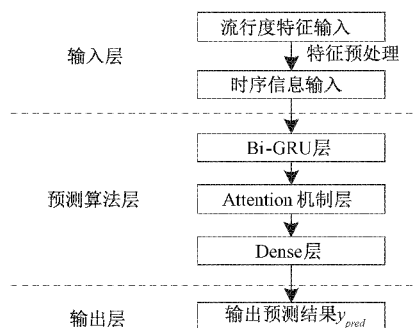 流行度特征输入
特征预处理
输入层
时序信息输入
Bi-GRU层
预测算法层
Attention 机制层
Dense层
输出层
输出预测结果y_pred